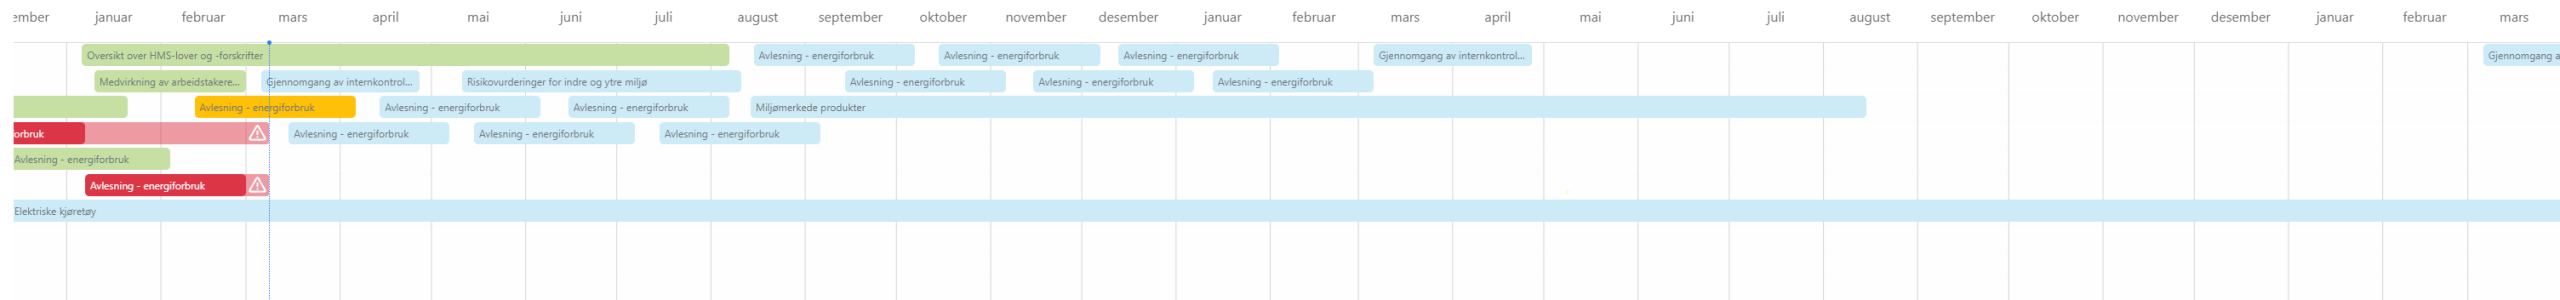 ember januar februar mars april mai juni juli august september oktober november desember januar februar mars april mai juni juli august september oktober november desember januar februar mars
Oversikt over HMS-lover og -forskrifter Avlesning - energiforbruk Avlesning - energiforbruk Avlesning - energiforbruk Gjennomgang av internkontrol... Gjennomgang a
Medvirkning av arbeidstakere... Gjennomgang av internkontrol... Risikovurderinger for indre og ytre miljø Avlesning - energiforbruk Avlesning - energiforbruk Avlesning - energiforbruk
Avlesning - energiforbruk Avlesning - energiforbruk Avlesning - energiforbruk Miljømerkede produkter
orbruk Avlesning - energiforbruk Avlesning - energiforbruk Avlesning - energiforbruk
Avlesning - energiforbruk
Avlesning - energiforbruk
Elektriske kjøretøy